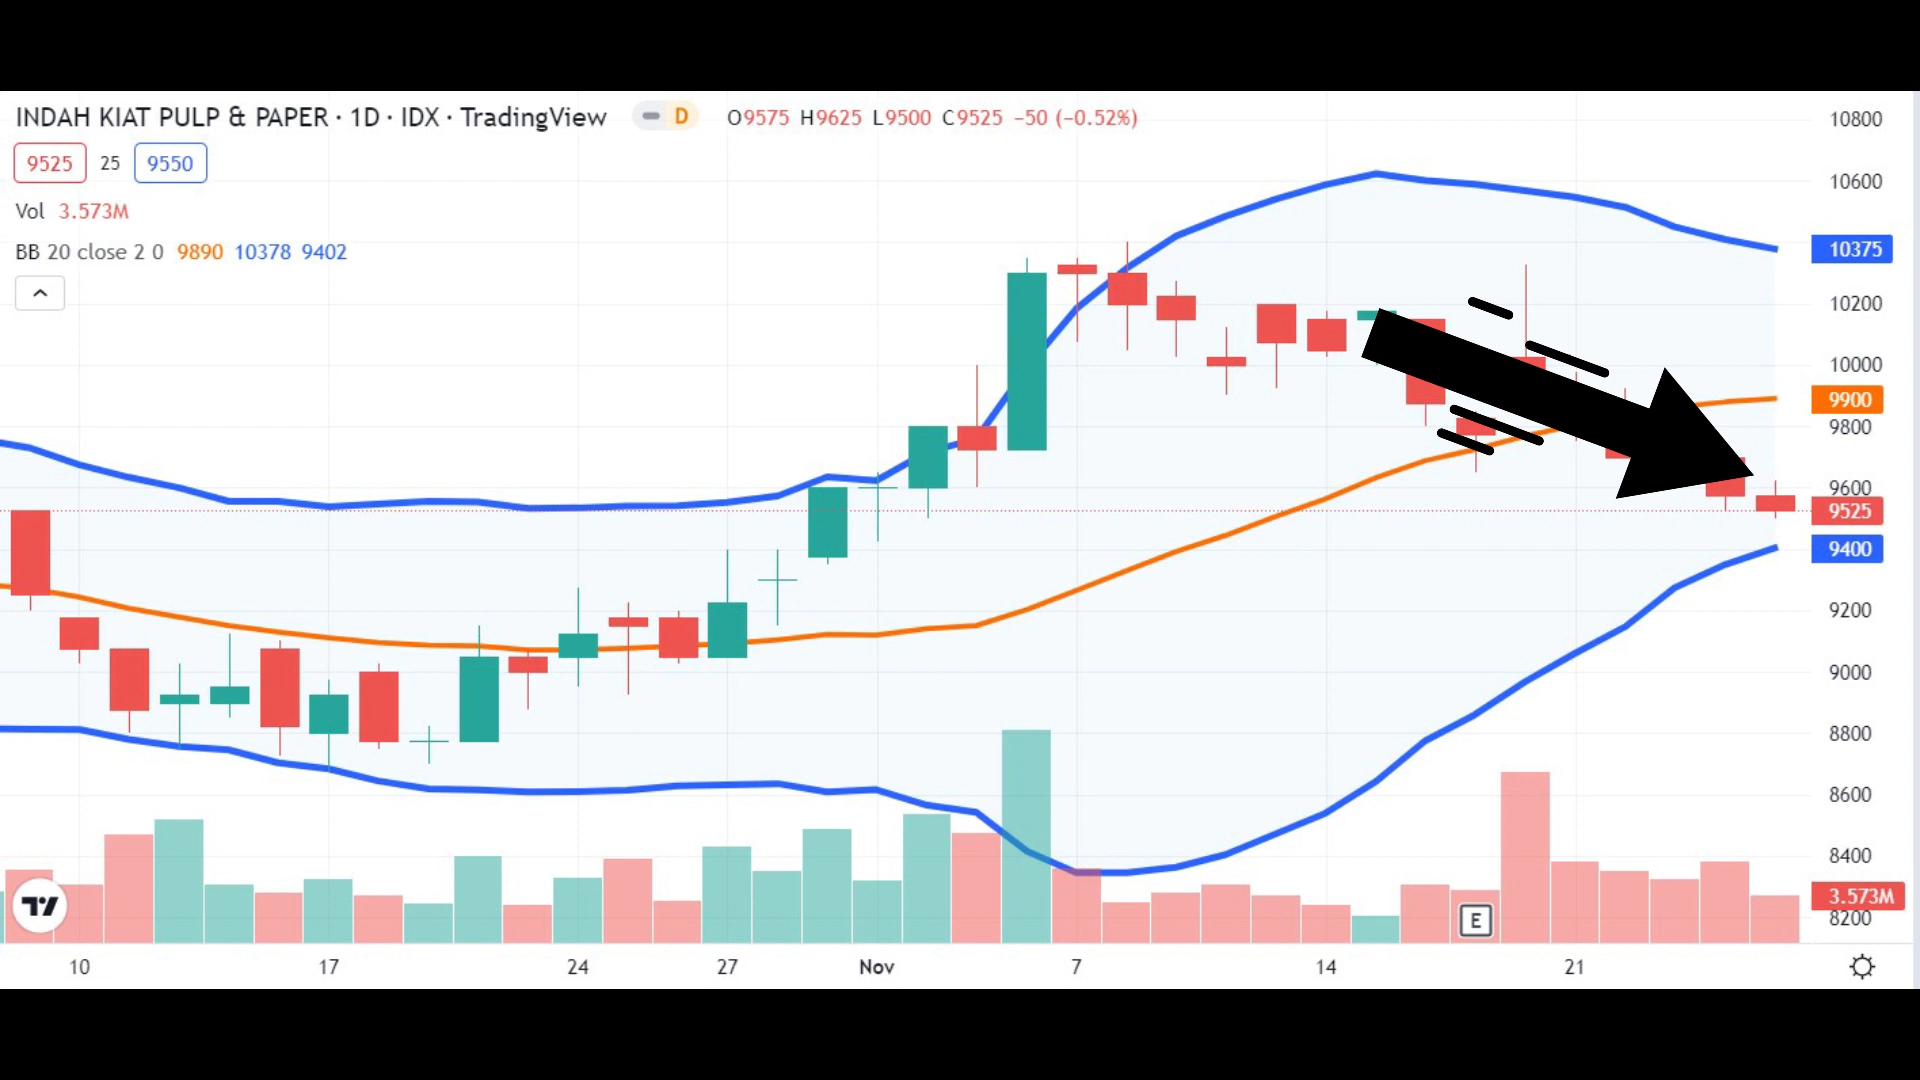 INDAH KIAT PULP & PAPER · 1D · IDX · TradingView D O9575 H9625 L9500 C9525 −50 (−0.52%)
9525 25 9550
Vol 3.573M
BB 20 close 2 0 9890 10378 9402
10800
10600
10375
10200
10000
9900
9800
9600
9525
9400
9200
9000
8800
8600
8400
3.573M
8200
E
10 17 24 27 Nov 7 14 21